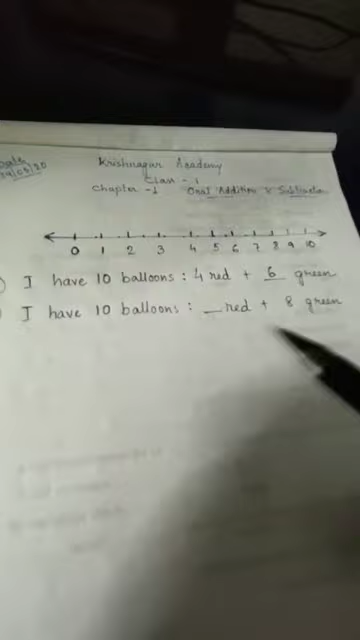 Date
Krishnagar Academy
Class - 1
Chapter - 1 Oral Addition & Subtraction
0 1 2 3 4 5 6 7 8 9 10
I have 10 balloons : 4 red + 6 green
I have 10 balloons : __ red + 8 green